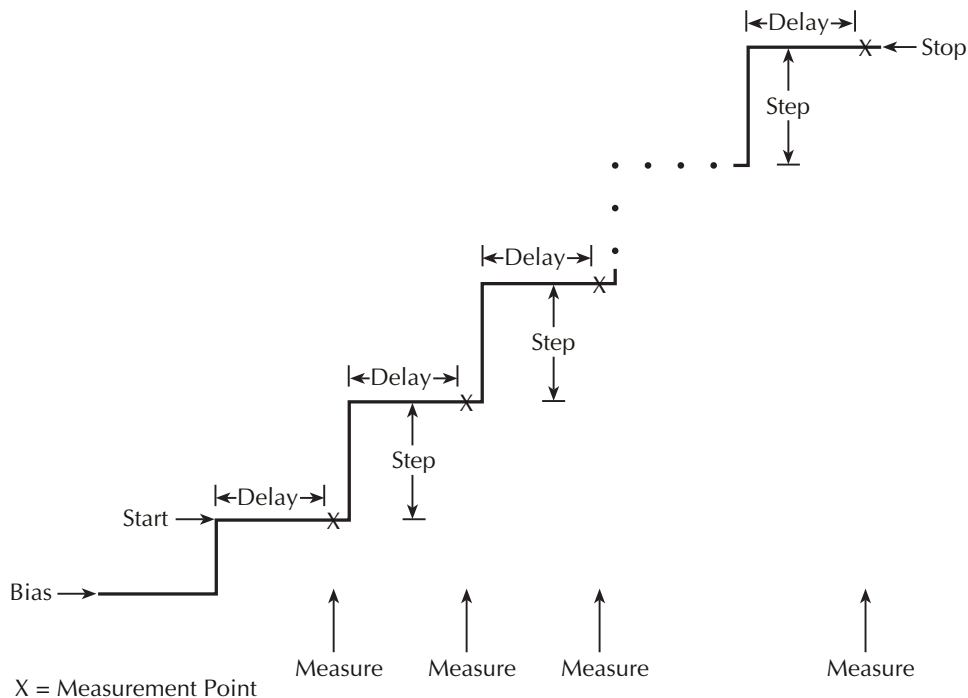 Delay
Stop
Step
Delay
Step
Delay
Step
Delay
Start
Bias
Measure
Measure
Measure
Measure
X
X
X
X
X = Measurement Point